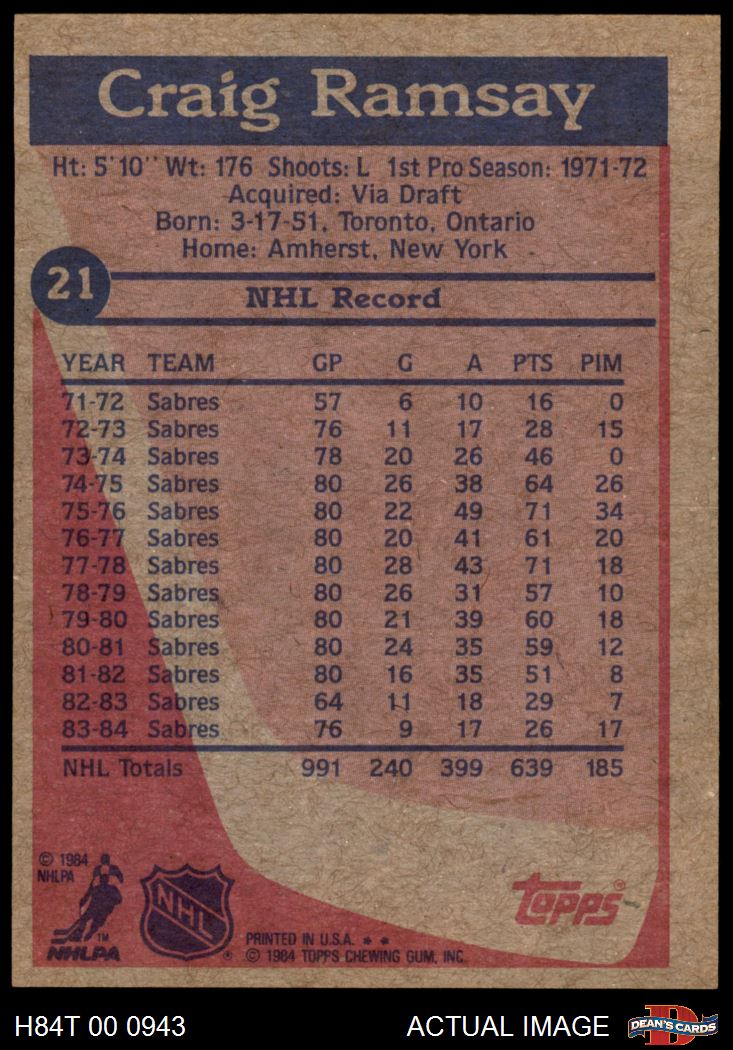 Craig Ramsay
Ht: 5'10'' Wt: 176 Shoots: L 1st Pro Season: 1971-72
Acquired: Via Draft
Born: 3-17-51, Toronto, Ontario
Home: Amherst, New York
21
NHL Record
YEAR TEAM GP G A PTS PIM
71-72 Sabres 57 6 10 16 0
72-73 Sabres 76 11 17 28 15
73-74 Sabres 78 20 26 46 0
74-75 Sabres 80 26 38 64 26
75-76 Sabres 80 22 49 71 34
76-77 Sabres 80 20 41 61 20
77-78 Sabres 80 28 43 71 18
78-79 Sabres 80 26 31 57 10
79-80 Sabres 80 21 39 60 18
80-81 Sabres 80 24 35 59 12
81-82 Sabres 80 16 35 51 8
82-83 Sabres 64 11 18 29 7
83-84 Sabres 76 9 17 26 17
NHL Totals 991 240 399 639 185
© 1984
NHLPA
TM
NHLPA
NHL
®
PRINTED IN U.S.A. * *
© 1984 TOPPS CHEWING GUM, INC.
Topps®
H84T 00 0943
ACTUAL IMAGE
DEAN'S CARDS